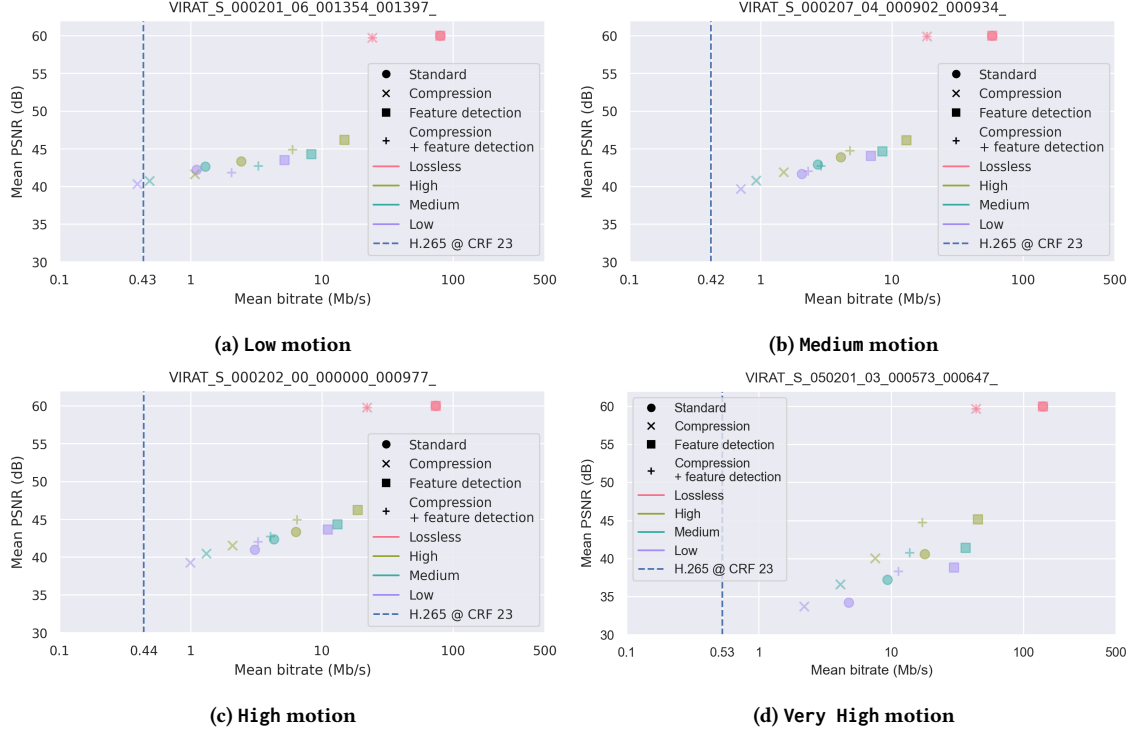 VIRAT_S_000201_06_001354_001397_
60
55
50
45
40
35
30
Mean PSNR (dB)
Standard
Compression
Feature detection
Compression
+ feature detection
Lossless
High
Medium
Low
H.265 @ CRF 23
0.1
0.43
1
10
100
500
Mean bitrate (Mb/s)
(a) Low motion
VIRAT_S_000207_04_000902_000934_
60
55
50
45
40
35
30
Mean PSNR (dB)
Standard
Compression
Feature detection
Compression
+ feature detection
Lossless
High
Medium
Low
H.265 @ CRF 23
0.1
0.42
1
10
100
500
Mean bitrate (Mb/s)
(b) Medium motion
VIRAT_S_000202_00_000000_000977_
60
55
50
45
40
35
30
Mean PSNR (dB)
Standard
Compression
Feature detection
Compression
+ feature detection
Lossless
High
Medium
Low
H.265 @ CRF 23
0.1
0.44
1
10
100
500
Mean bitrate (Mb/s)
(c) High motion
VIRAT_S_050201_03_000573_000647_
60
55
50
45
40
35
30
Mean PSNR (dB)
Standard
Compression
Feature detection
Compression
+ feature detection
Lossless
High
Medium
Low
H.265 @ CRF 23
0.1
0.53
1
10
100
500
Mean bitrate (Mb/s)
(d) Very High motion